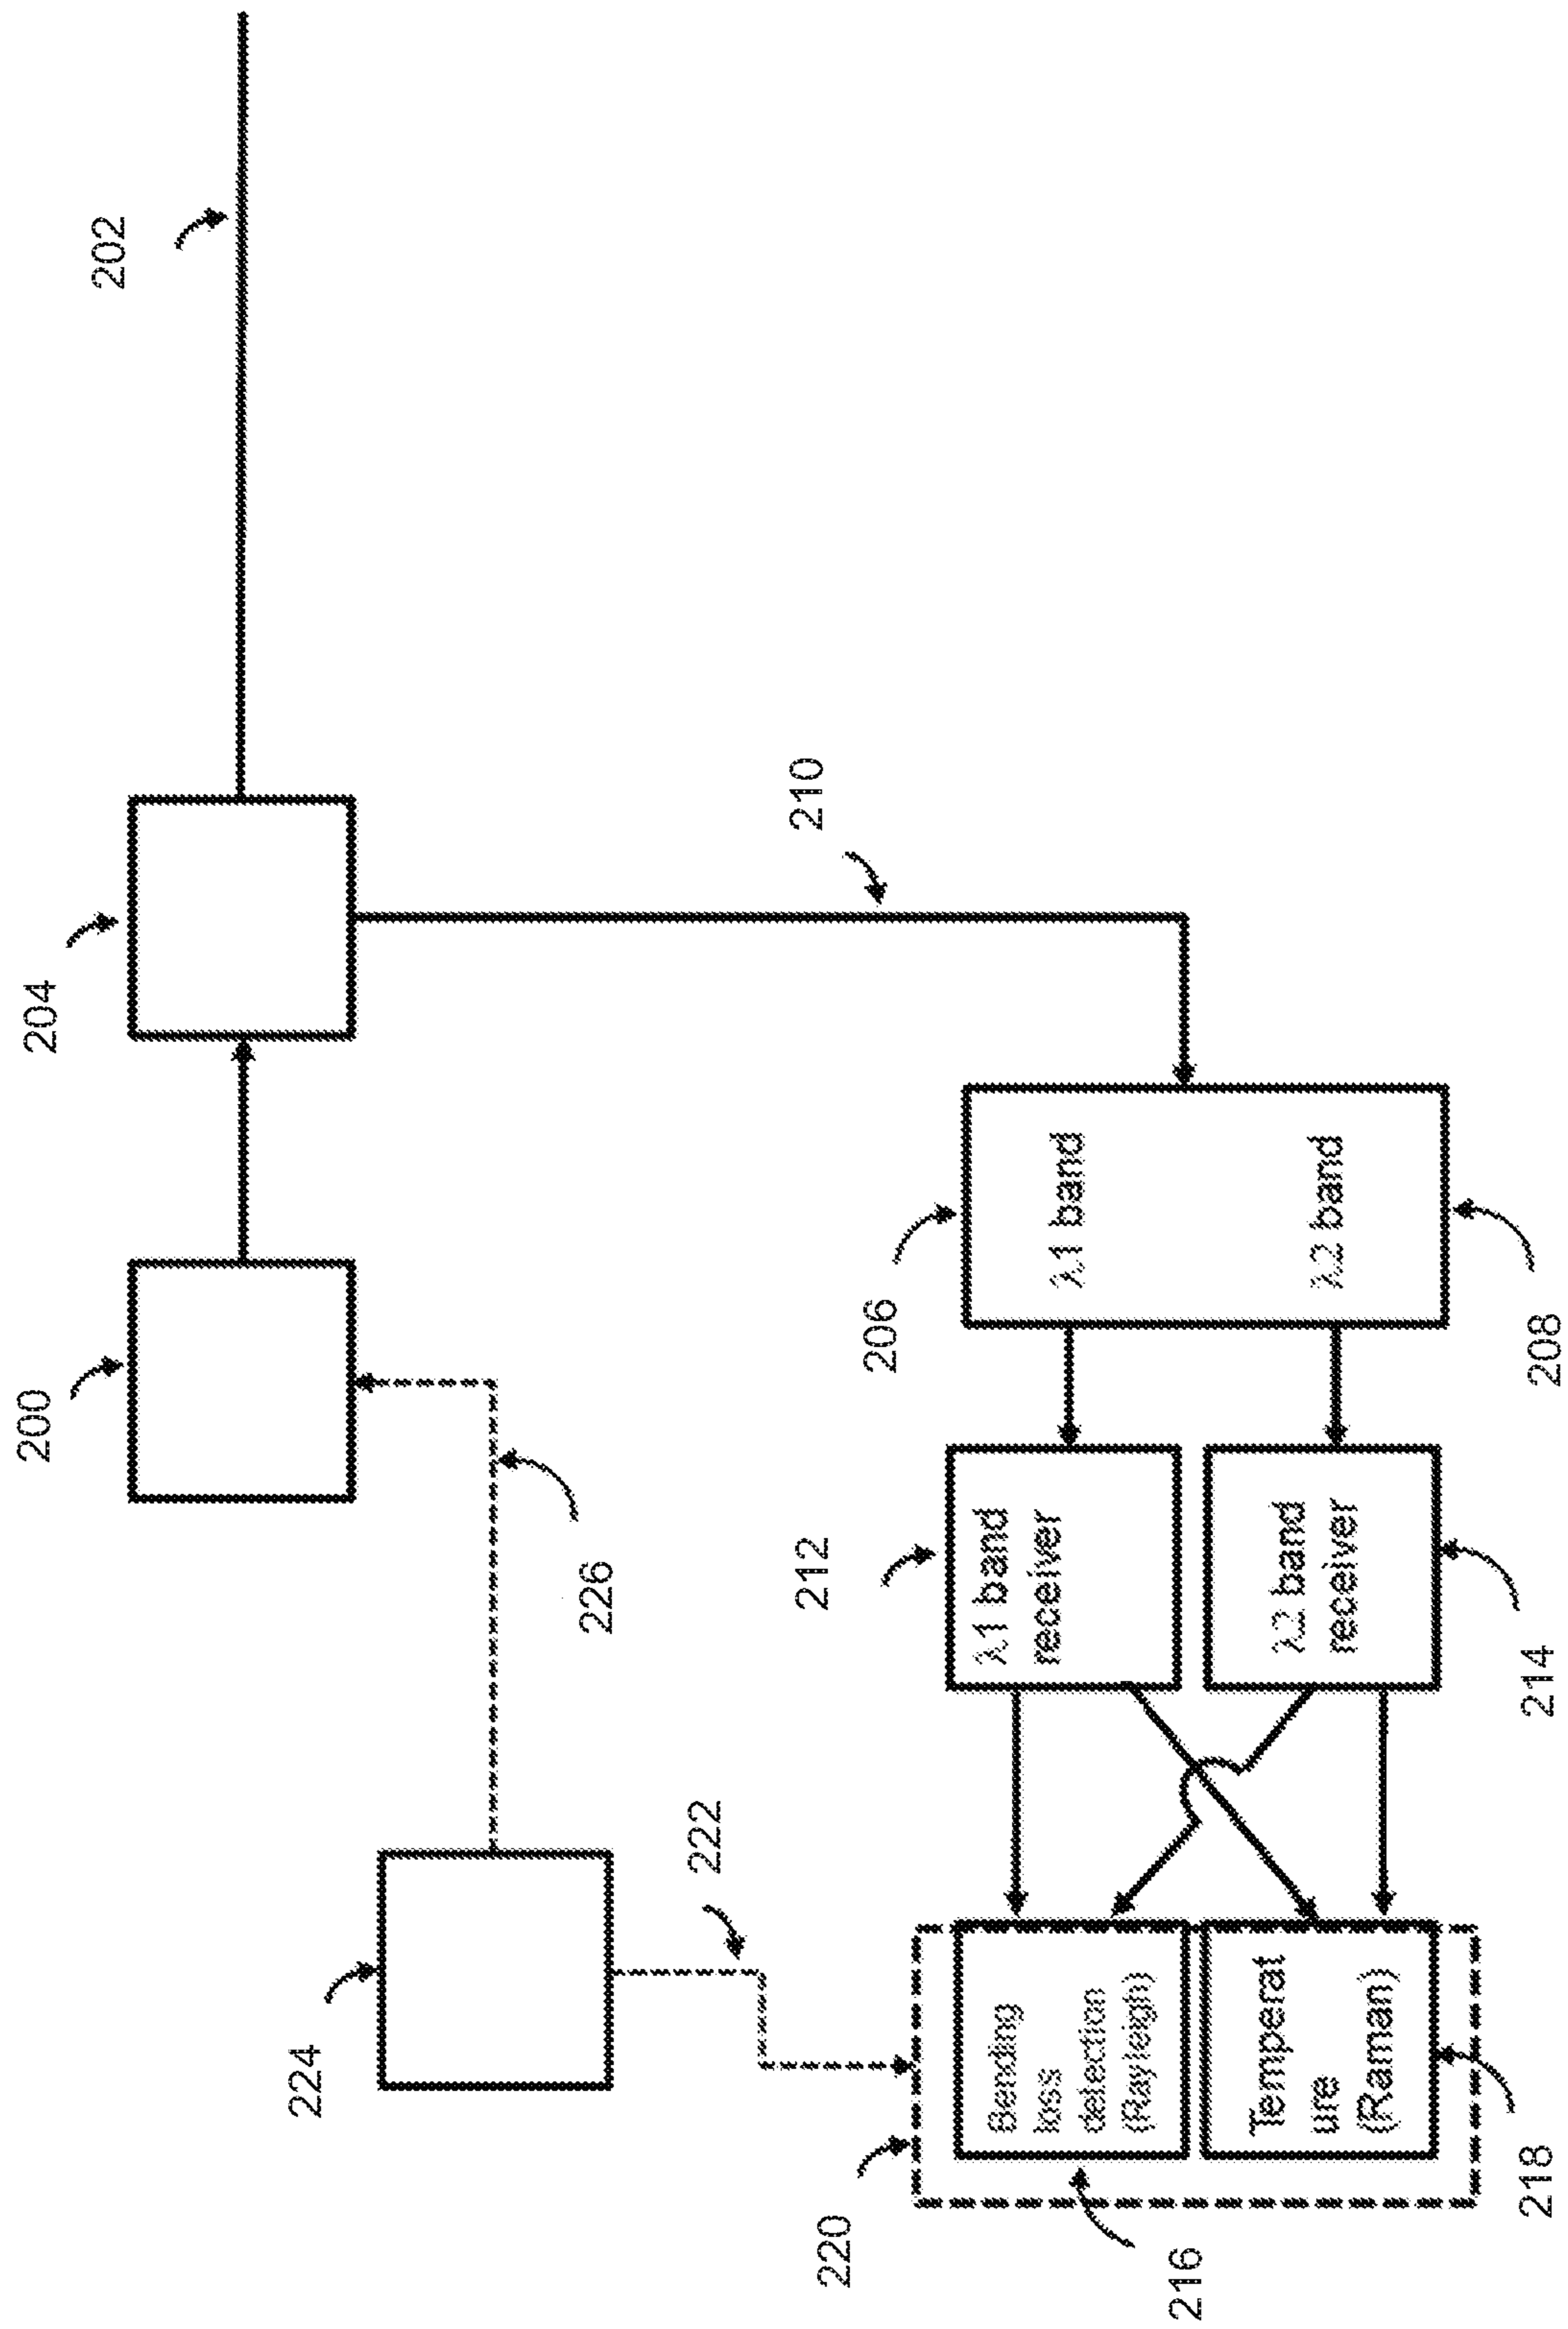 202
204
200
210
226
224
222
206
λ1 band
λ2 band
208
212
λ1 band
receiver
λ2 band
receiver
214
220
Bending
loss
detection
(Rayleigh)
216
Temperat
ure
(Raman)
218